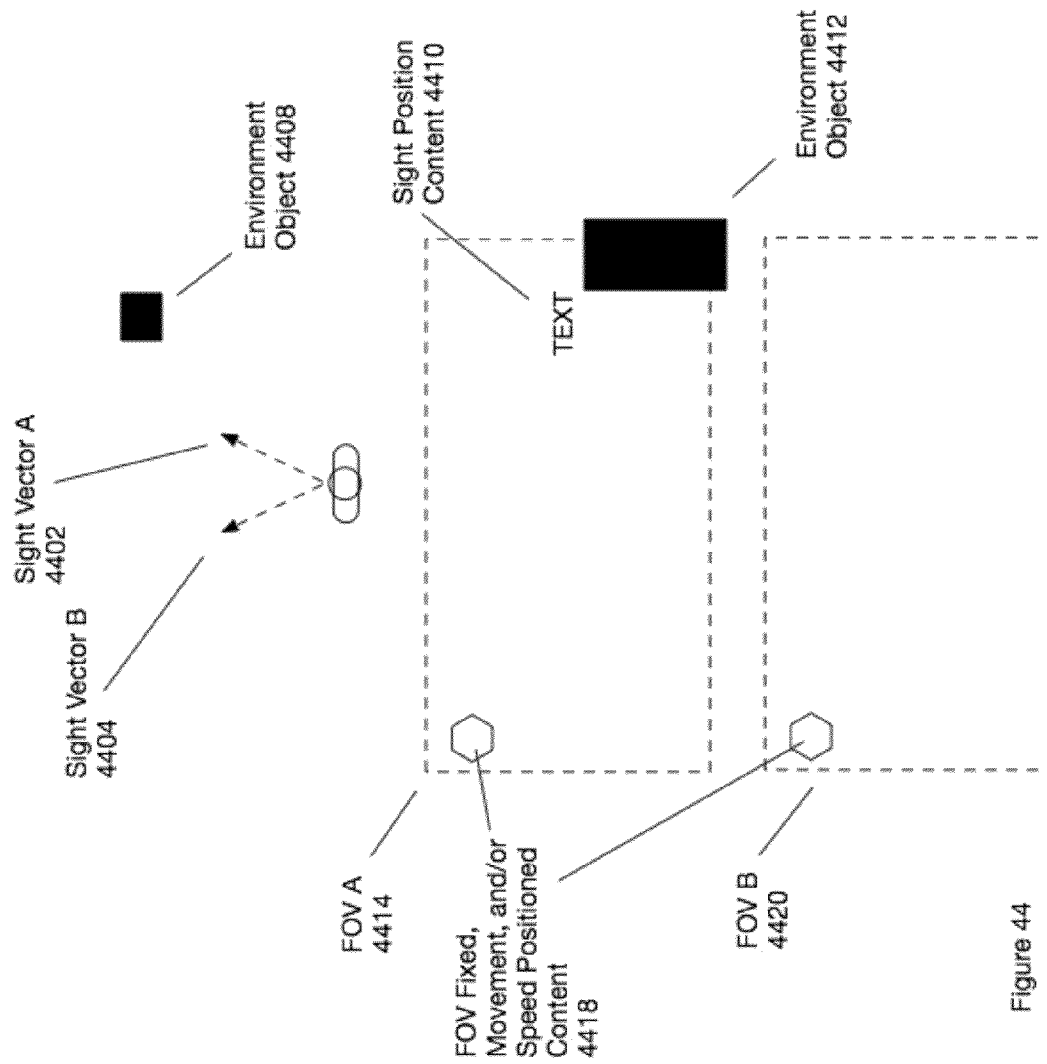 Sight Vector A
4402
Sight Vector B
4404
Environment
Object 4408
FOV A
4414
Sight Position
Content 4410
TEXT
FOV Fixed,
Movement, and/or
Speed Positioned
Content
4418
Environment
Object 4412
FOV B
4420
Figure 44